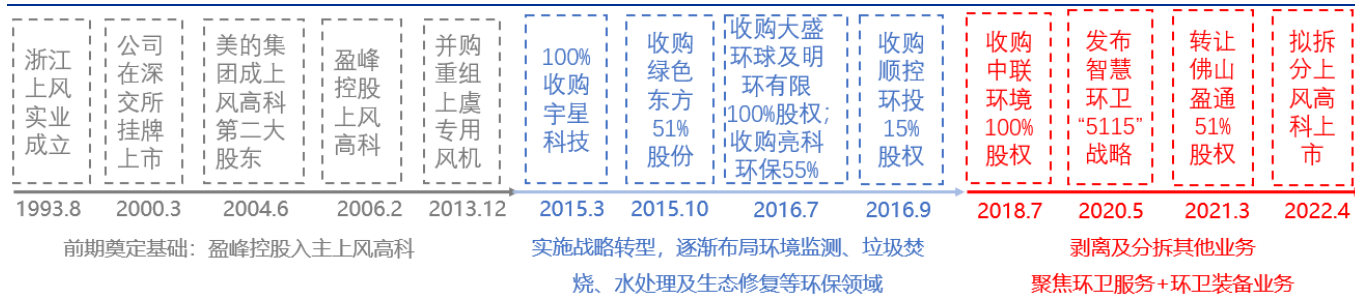 浙江
上风
实业
成立
公司
在深
交所
挂牌
上市
美的集
团成上
风高科
第二大
股东
盈峰
控股
上风
高科
并购
重组
上虞
专用
风机
100%
收购
宇星
科技
收购
绿色
东方
51%
股份
收购大盛
环球及明
环有限
100%股权；
收购亮科
环保55%
收购
顺控
环投
15%
股权
收购
中联
环境
100%
股权
发布
智慧
环卫
“5115”
战略
转让
佛山
盈通
51%
股权
拟拆
分上
风高
科上
市
1993.8
2000.3
2004.6
2006.2
2013.12
2015.3
2015.10
2016.7
2016.9
2018.7
2020.5
2021.3
2022.4
前期奠定基础：盈峰控股入主上风高科
实施战略转型，逐渐布局环境监测、垃圾焚
烧、水处理及生态修复等环保领域
剥离及分拆其他业务
聚焦环卫服务+环卫装备业务